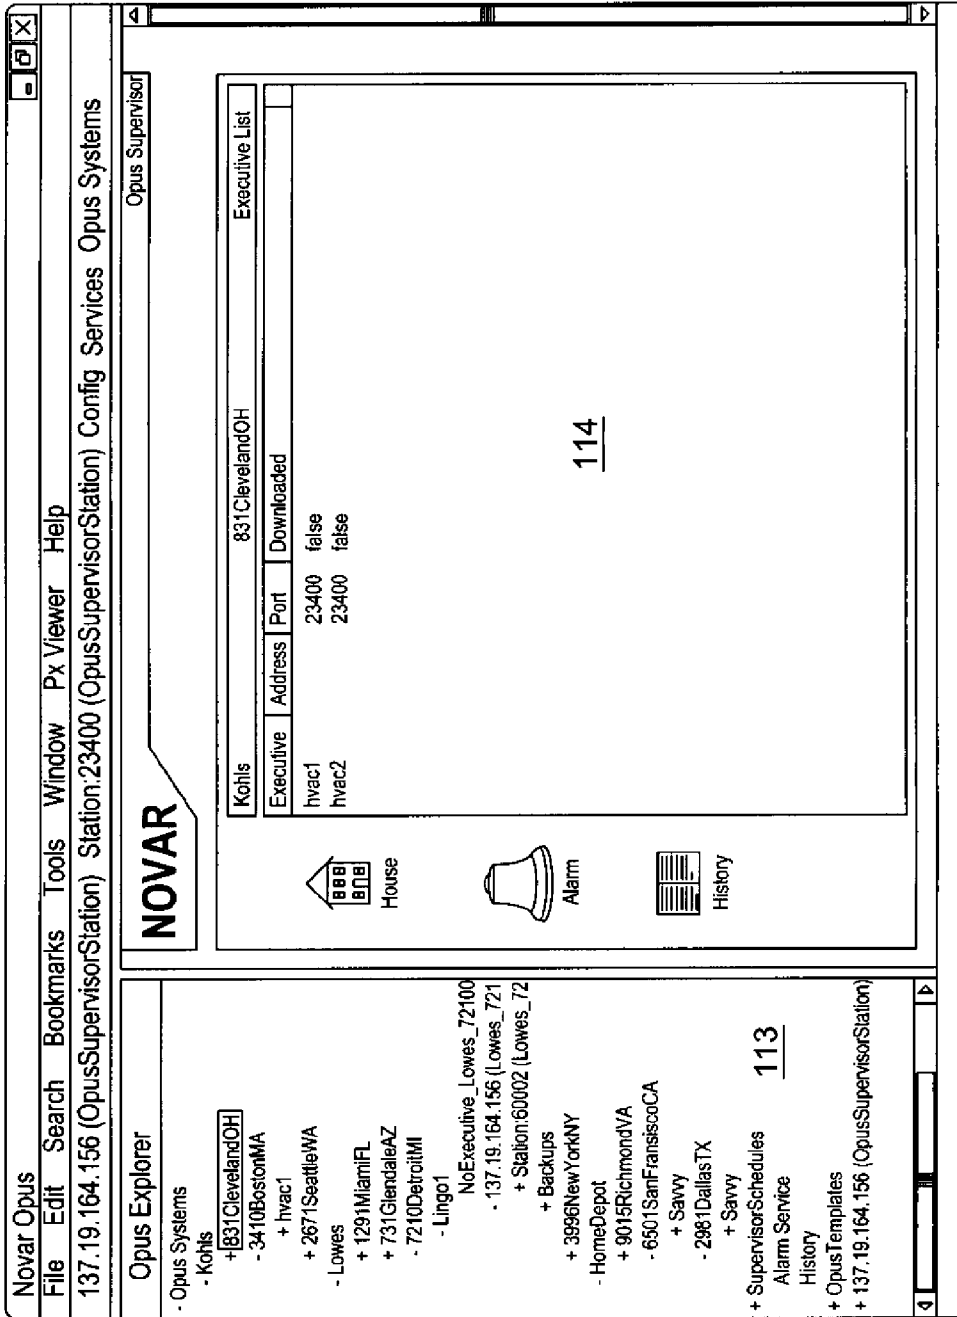 Novar Opus
File Edit Search Bookmarks Tools Window Px Viewer Help
137.19.164.156 (OpusSupervisorStation) Station:23400 (OpusSupervisorStation) Config Services Opus Systems
Opus Explorer
- Opus Systems
- Kohls
+ 831ClevelandOH
- 3410BostonMA
+ hvac1
+ 2671SeattleWA
- Lowes
+ 1291MiamiFL
+ 731GlendaleAZ
- 7210DetroitMI
- Lingo1
NoExecutive_Lowes_72100
- 137.19.164.156 (Lowes_721
+ Station:60002 (Lowes_72
+ Backups
+ 3996NewYorkNY
- HomeDepot
+ 9015RichmondVA
- 6501SanFransiscoCA
+ Savvy
- 2981DallasTX
+ Savvy
+ SupervisorSchedules
Alarm Service
History
+ OpusTemplates
+ 137.19.164.156 (OpusSupervisorStation)
113
NOVAR
Opus Supervisor
House
Alarm
History
Kohls 831ClevelandOH Executive List
Executive Address Port Downloaded
hvac1 23400 false
hvac2 23400 false
114